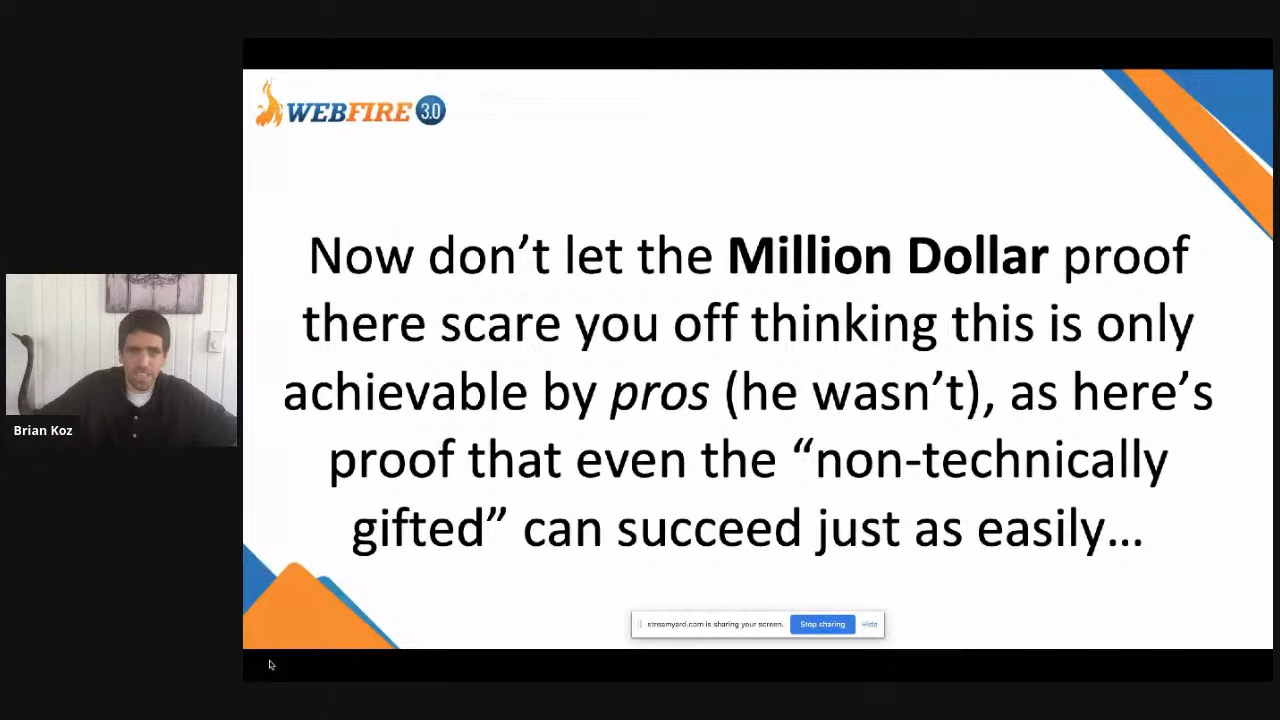 WEBFIRE 3.0
Now don’t let the Million Dollar proof
there scare you off thinking this is only
achievable by pros (he wasn’t), as here’s
proof that even the “non-technically
gifted” can succeed just as easily…
Brian Koz
streamyard.com is sharing your screen. Stop sharing Hide